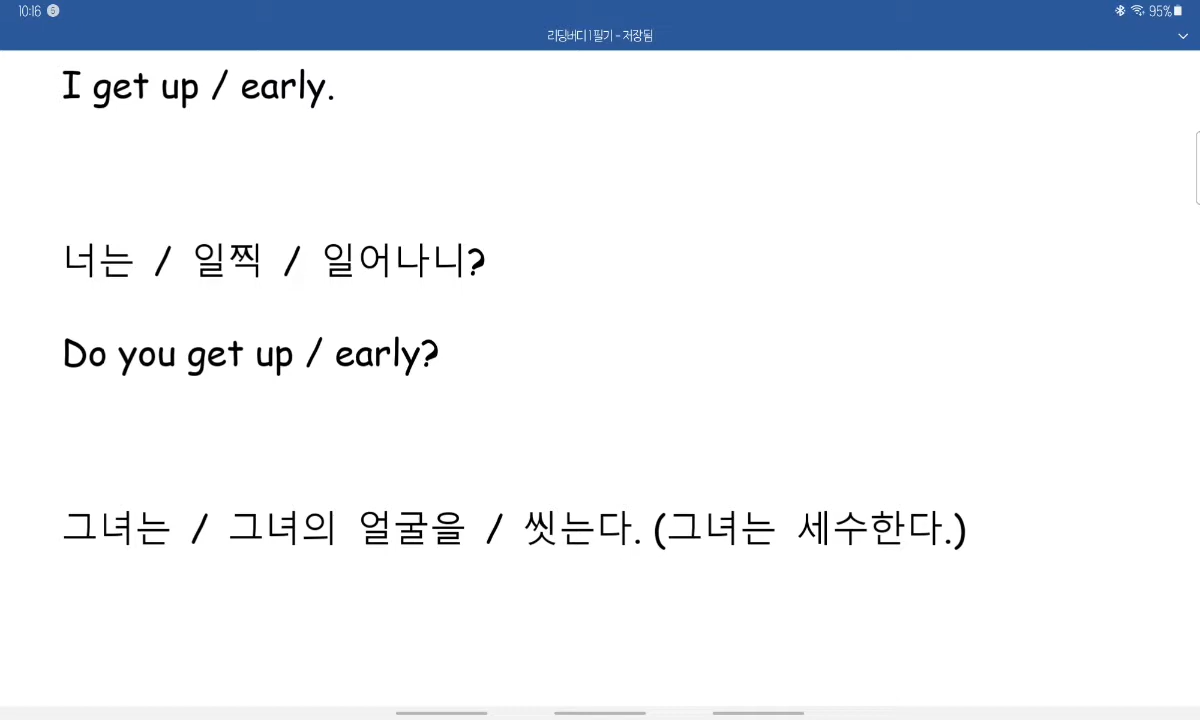 10:16 5 95%
리딩버디 1 필기 - 저장됨
I get up / early.
너는 / 일찍 / 일어나니?
Do you get up / early?
그녀는 / 그녀의 얼굴을 / 씻는다. (그녀는 세수한다.)